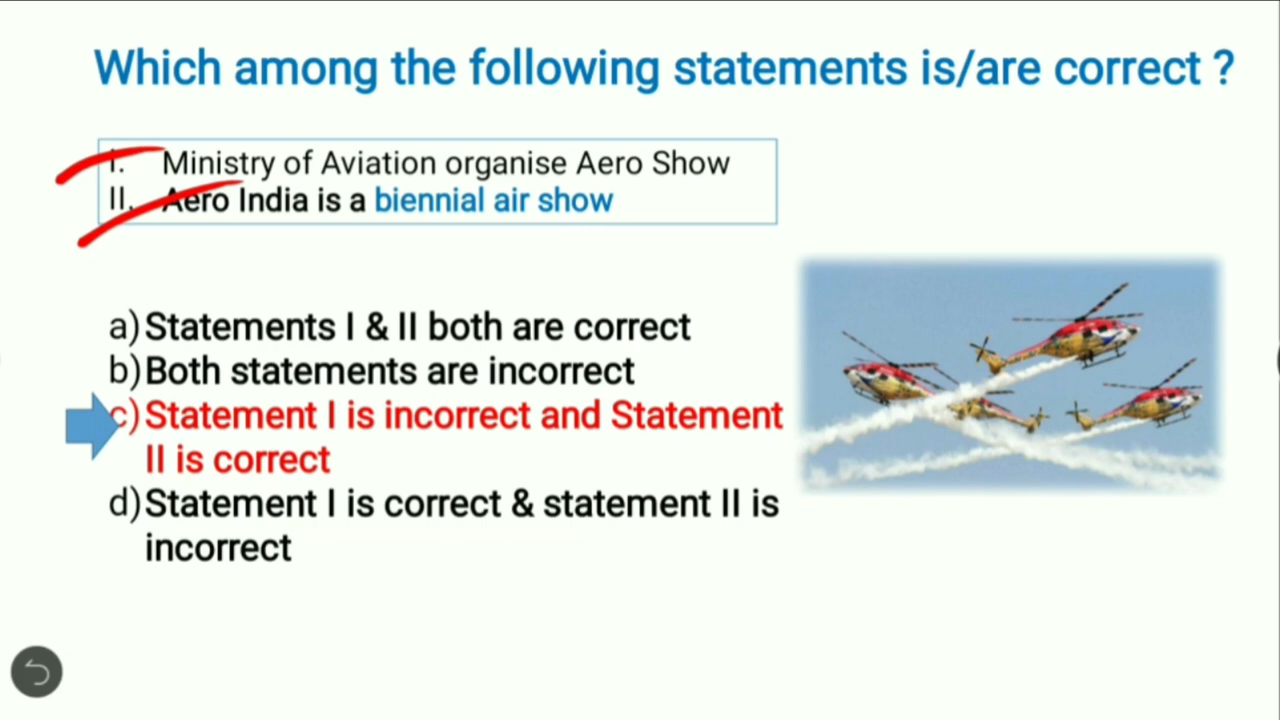 Which among the following statements is/are correct ?
I. Ministry of Aviation organise Aero Show
II. Aero India is a biennial air show
a) Statements I & II both are correct
b) Both statements are incorrect
c) Statement I is incorrect and Statement
II is correct
d) Statement I is correct & statement II is
incorrect